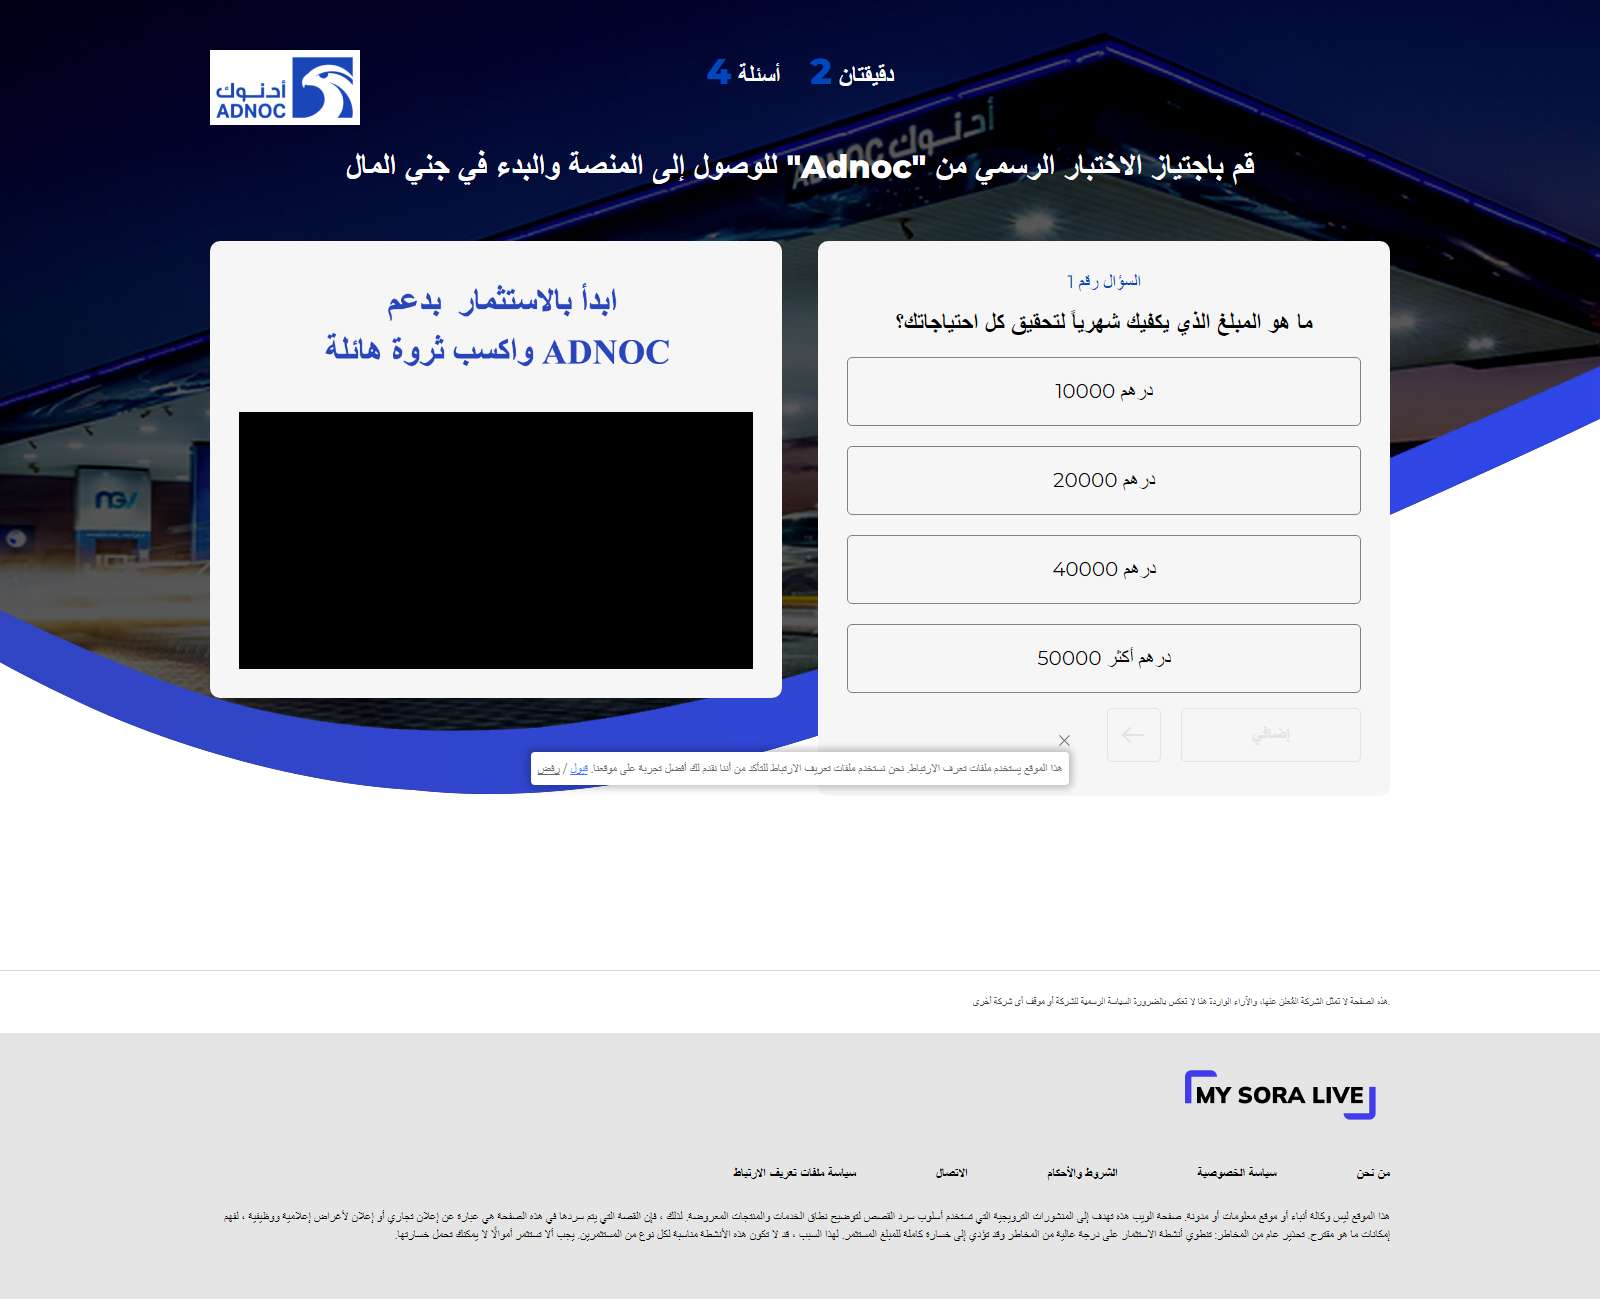 أدنـوك
ADNOC
دقيقتان 2
أسئلة 4
أدنـوك ADNOC
قم باجتياز الاختبار الرسمي من "Adnoc" للوصول إلى المنصة والبدء في جني المال
السؤال رقم 1
ما هو المبلغ الذي يكفيك شهرياً لتحقيق كل احتياجاتك؟
درهم 10000
درهم 20000
درهم 40000
درهم أكثر 50000
إضافي
ابدأ بالاستثمار بدعم
ADNOC واكسب ثروة هائلة
NGV
هذا الموقع يستخدم ملفات تعرف الارتباط. نحن نستخدم ملفات تعريف الارتباط للتأكد من أننا نقدم لك أفضل تجربة على موقعنا. قبول / رفض
هذه الصفحة لا تمثل الشركة المُعلن عنها، والآراء الواردة هنا لا تعكس بالضرورة السياسة الرسمية للشركة أو موقف أي شركة أخرى.
MY SORA LIVE
من نحن
سياسة الخصوصية
الشروط والأحكام
الاتصال
سياسة ملفات تعريف الارتباط
هذا الموقع ليس وكالة أنباء أو موقع معلومات أو مدونة. صفحة الويب هذه تهدف إلى المنشورات الترويجية التي تستخدم أسلوب سرد القصص لتوضيح نطاق الخدمات والمنتجات المعروضة. لذلك ، فإن القصة التي يتم سردها في هذه الصفحة هي عبارة عن إعلان تجاري أو إعلان لأغراض إعلامية ووظيفية ، لفهم
إمكانات ما هو مقترح. تحذير عام من المخاطر: تنطوي أنشطة الاستثمار على درجة عالية من المخاطر وقد تؤدي إلى خسارة كاملة للمبلغ المستثمر. لهذا السبب ، قد لا تكون هذه الأنشطة مناسبة لكل نوع من المستثمرين. يجب ألا تستثمر أموالًا لا يمكنك تحمل خسارتها.